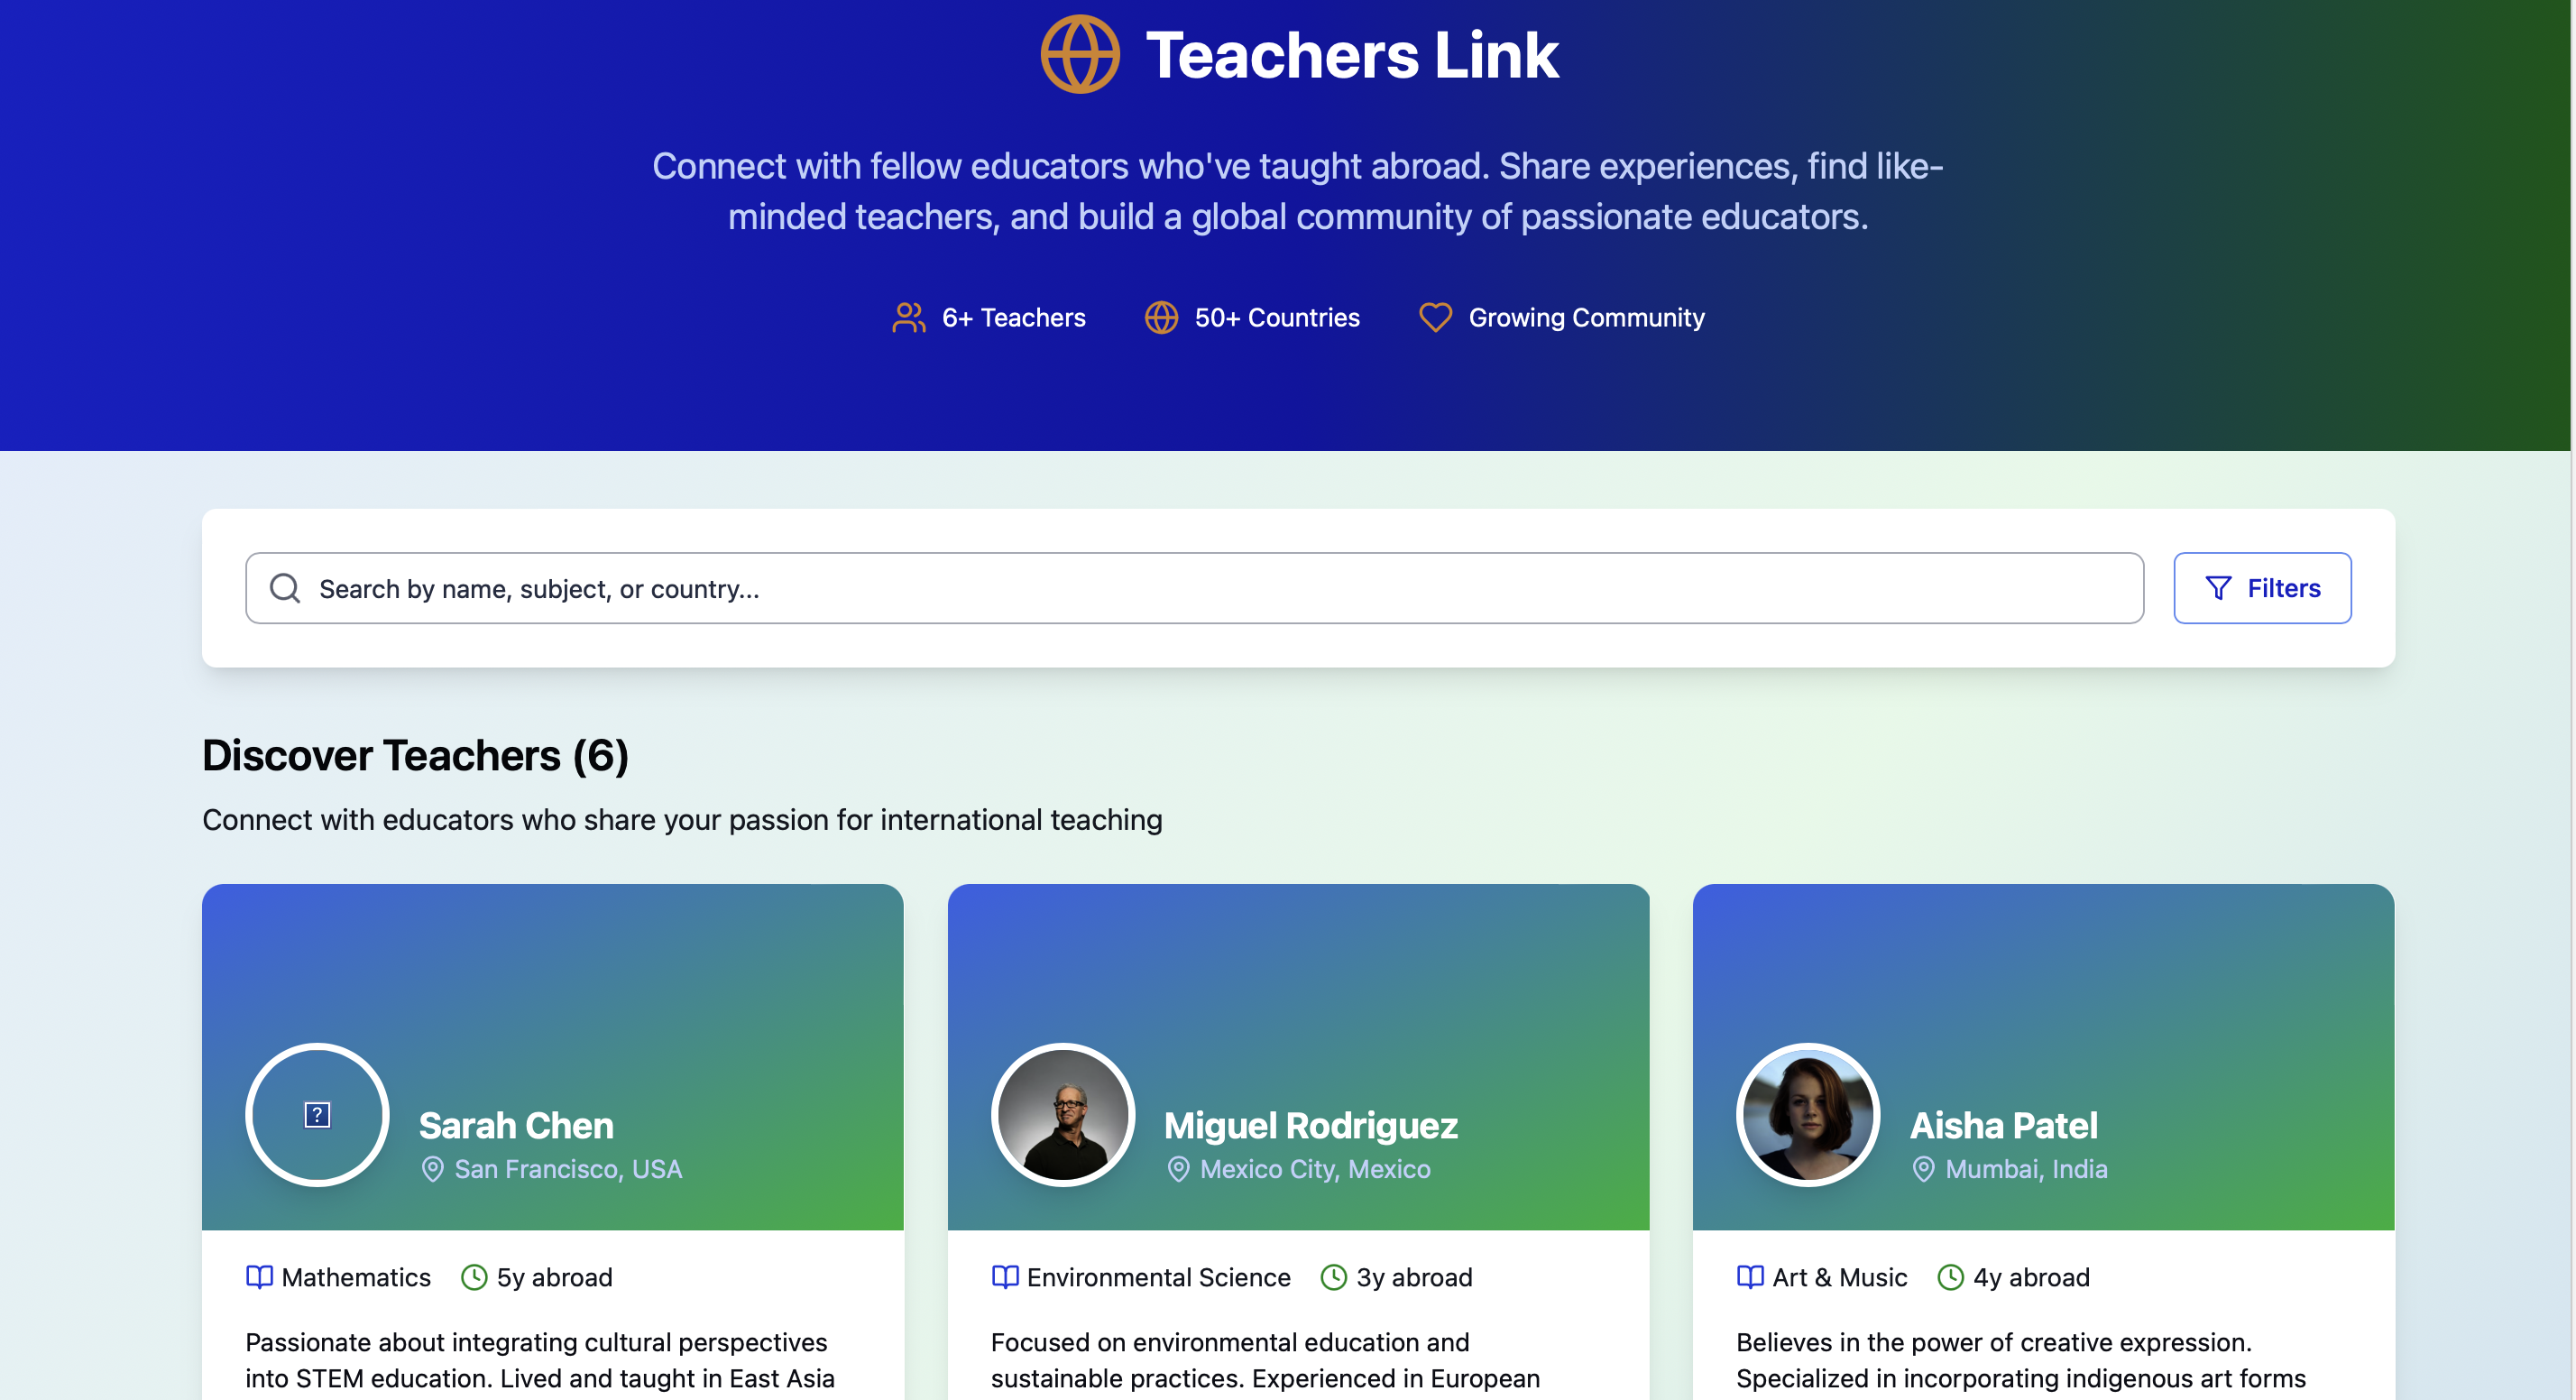 Teachers Link
Connect with fellow educators who've taught abroad. Share experiences, find like-
minded teachers, and build a global community of passionate educators.
6+ Teachers
50+ Countries
Growing Community
Search by name, subject, or country...
Filters
Discover Teachers (6)
Connect with educators who share your passion for international teaching
?
Sarah Chen
San Francisco, USA
Mathematics
5y abroad
Passionate about integrating cultural perspectives
into STEM education. Lived and taught in East Asia
Miguel Rodriguez
Mexico City, Mexico
Environmental Science
3y abroad
Focused on environmental education and
sustainable practices. Experienced in European
Aisha Patel
Mumbai, India
Art & Music
4y abroad
Believes in the power of creative expression.
Specialized in incorporating indigenous art forms